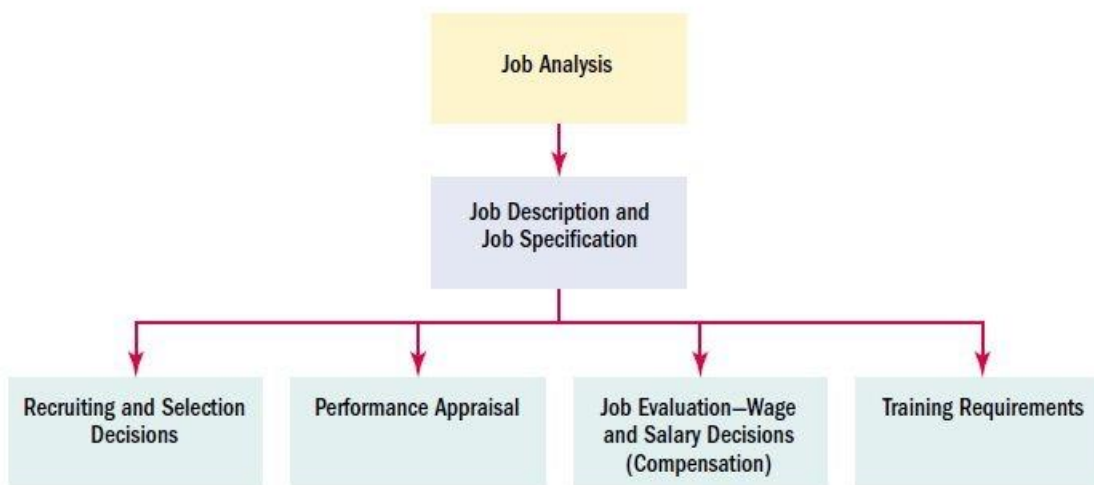 Job Analysis
Job Description and
Job Specification
Recruiting and Selection
Decisions
Performance Appraisal
Job Evaluation—Wage
and Salary Decisions
(Compensation)
Training Requirements